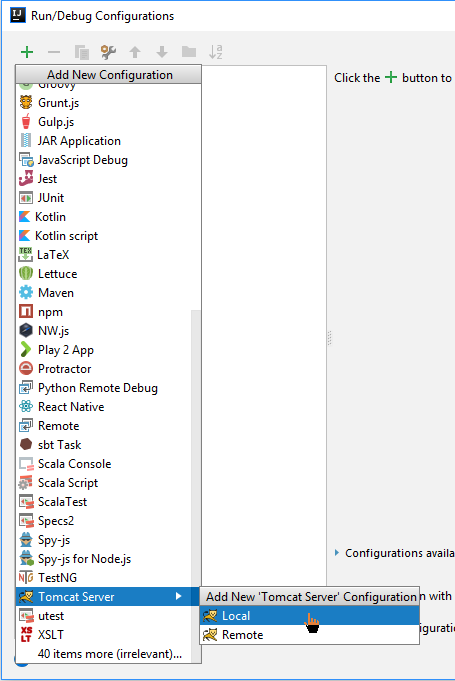 Run/Debug Configurations
Add New Configuration
Click the + button to
Groovy
Grunt.js
Gulp.js
JAR Application
JavaScript Debug
Jest
JUnit
Kotlin
Kotlin script
LaTeX
Lettuce
Maven
npm
NW.js
Play 2 App
Protractor
Python Remote Debug
React Native
Remote
sbt Task
Scala Console
Scala Script
ScalaTest
Specs2
Spy-js
Configurations availa
Spy-js for Node.js
TestNG
Tomcat Server
Add New 'Tomcat Server' Configuration
n with
utest
Local
XSLT
Remote
iguratio
40 items more (irrelevant)...